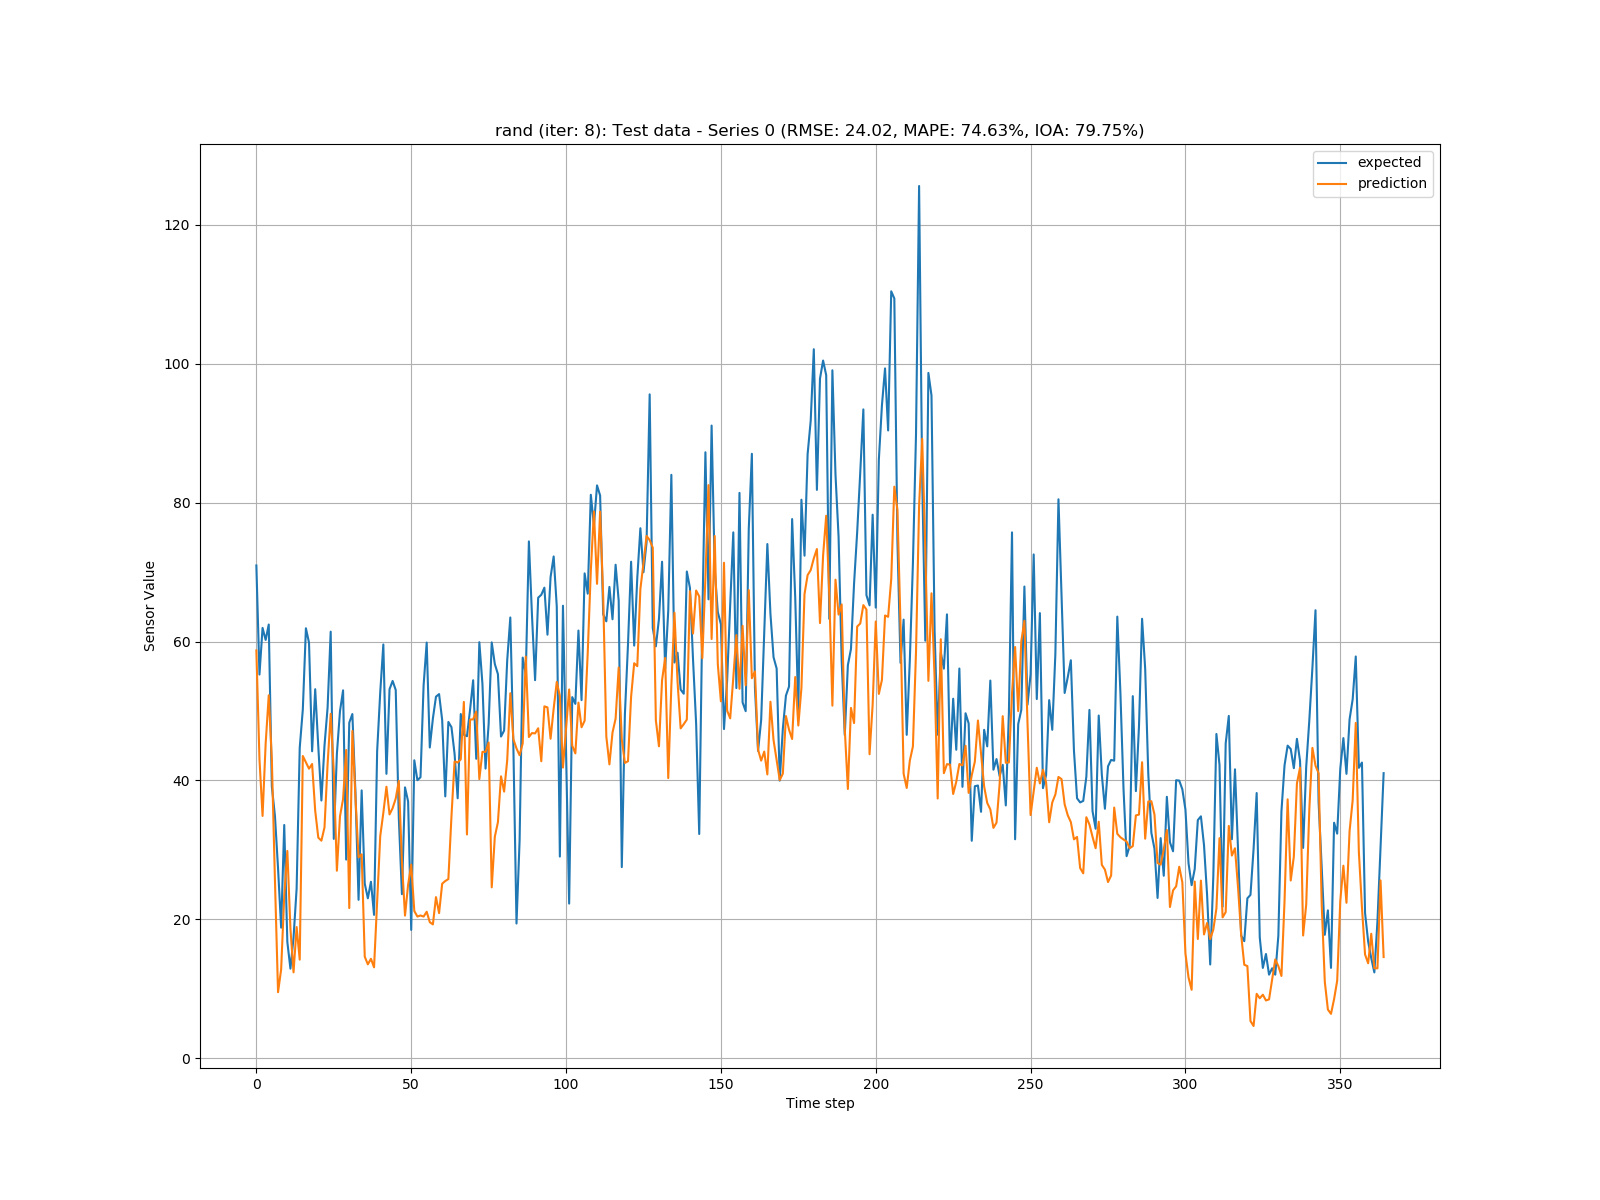 rand (iter: 8): Test data - Series 0 (RMSE: 24.02, MAPE: 74.63%, IOA: 79.75%)
expected
prediction
120
100
80
60
40
20
0
Sensor Value
0 50 100 150 200 250 300 350
Time step